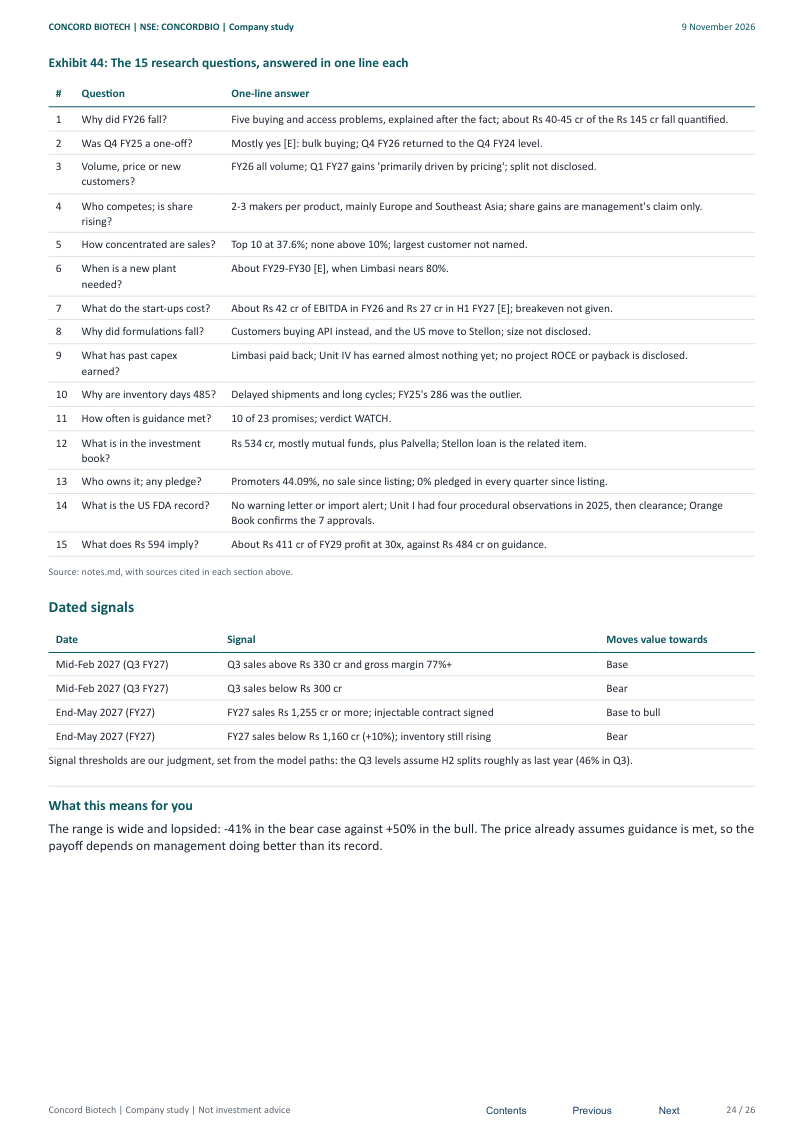 CONCORD BIOTECH | NSE: CONCORDBIO | Company study 9 November 2026
Exhibit 44: The 15 research questions, answered in one line each
# Question One-line answer
1 Why did FY26 fall? Five buying and access problems, explained after the fact; about Rs 40-45 cr of the Rs 145 cr fall quantified.
2 Was Q4 FY25 a one-off? Mostly yes [E]: bulk buying; Q4 FY26 returned to the Q4 FY24 level.
3 Volume, price or new FY26 all volume; Q1 FY27 gains 'primarily driven by pricing'; split not disclosed.
customers?
4 Who competes; is share 2-3 makers per product, mainly Europe and Southeast Asia; share gains are management's claim only.
rising?
5 How concentrated are sales? Top 10 at 37.6%; none above 10%; largest customer not named.
6 When is a new plant About FY29-FY30 [E], when Limbasi nears 80%.
needed?
7 What do the start-ups cost? About Rs 42 cr of EBITDA in FY26 and Rs 27 cr in H1 FY27 [E]; breakeven not given.
8 Why did formulations fall? Customers buying API instead, and the US move to Stellon; size not disclosed.
9 What has past capex Limbasi paid back; Unit IV has earned almost nothing yet; no project ROCE or payback is disclosed.
earned?
10 Why are inventory days 485? Delayed shipments and long cycles; FY25's 286 was the outlier.
11 How often is guidance met? 10 of 23 promises; verdict WATCH.
12 What is in the investment Rs 534 cr, mostly mutual funds, plus Palvella; Stellon loan is the related item.
book?
13 Who owns it; any pledge? Promoters 44.09%, no sale since listing; 0% pledged in every quarter since listing.
14 What is the US FDA record? No warning letter or import alert; Unit I had four procedural observations in 2025, then clearance; Orange
Book confirms the 7 approvals.
15 What does Rs 594 imply? About Rs 411 cr of FY29 profit at 30x, against Rs 484 cr on guidance.
Source: notes.md, with sources cited in each section above.
Dated signals
Date Signal Moves value towards
Mid-Feb 2027 (Q3 FY27) Q3 sales above Rs 330 cr and gross margin 77%+ Base
Mid-Feb 2027 (Q3 FY27) Q3 sales below Rs 300 cr Bear
End-May 2027 (FY27) FY27 sales Rs 1,255 cr or more; injectable contract signed Base to bull
End-May 2027 (FY27) FY27 sales below Rs 1,160 cr (+10%); inventory still rising Bear
Signal thresholds are our judgment, set from the model paths: the Q3 levels assume H2 splits roughly as last year (46% in Q3).
What this means for you
The range is wide and lopsided: -41% in the bear case against +50% in the bull. The price already assumes guidance is met, so the
payoff depends on management doing better than its record.
Concord Biotech | Company study | Not investment advice Contents Previous Next 24 / 26